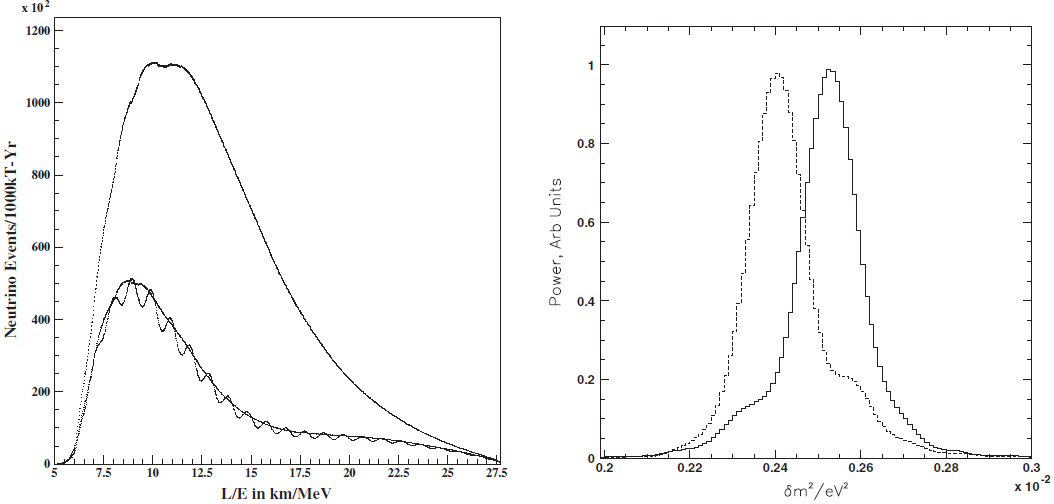 x 10²
1200
1000
800
600
400
200
0
Neutrino Events/1000kT-Yr
5 7.5 10 12.5 15 17.5 20 22.5 25 27.5
L/E in km/MeV
1
0.8
0.6
0.4
0.2
0
Power, Arb Units
0.2 0.22 0.24 0.26 0.28 0.3
x 10⁻²
δm²/eV²